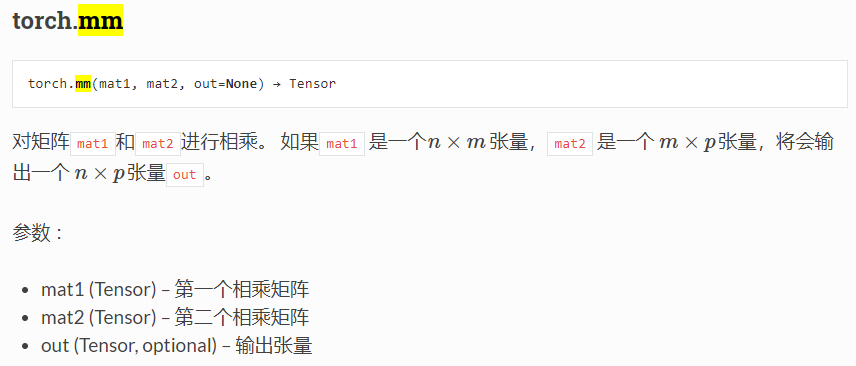 torch.mm
torch.mm(mat1, mat2, out=None) → Tensor
对矩阵mat1和mat2进行相乘。 如果mat1 是一个n × m 张量，mat2 是一个 m × p张量，将会输
出一个 n × p张量out。
参数：
• mat1 (Tensor) – 第一个相乘矩阵
• mat2 (Tensor) – 第二个相乘矩阵
• out (Tensor, optional) – 输出张量